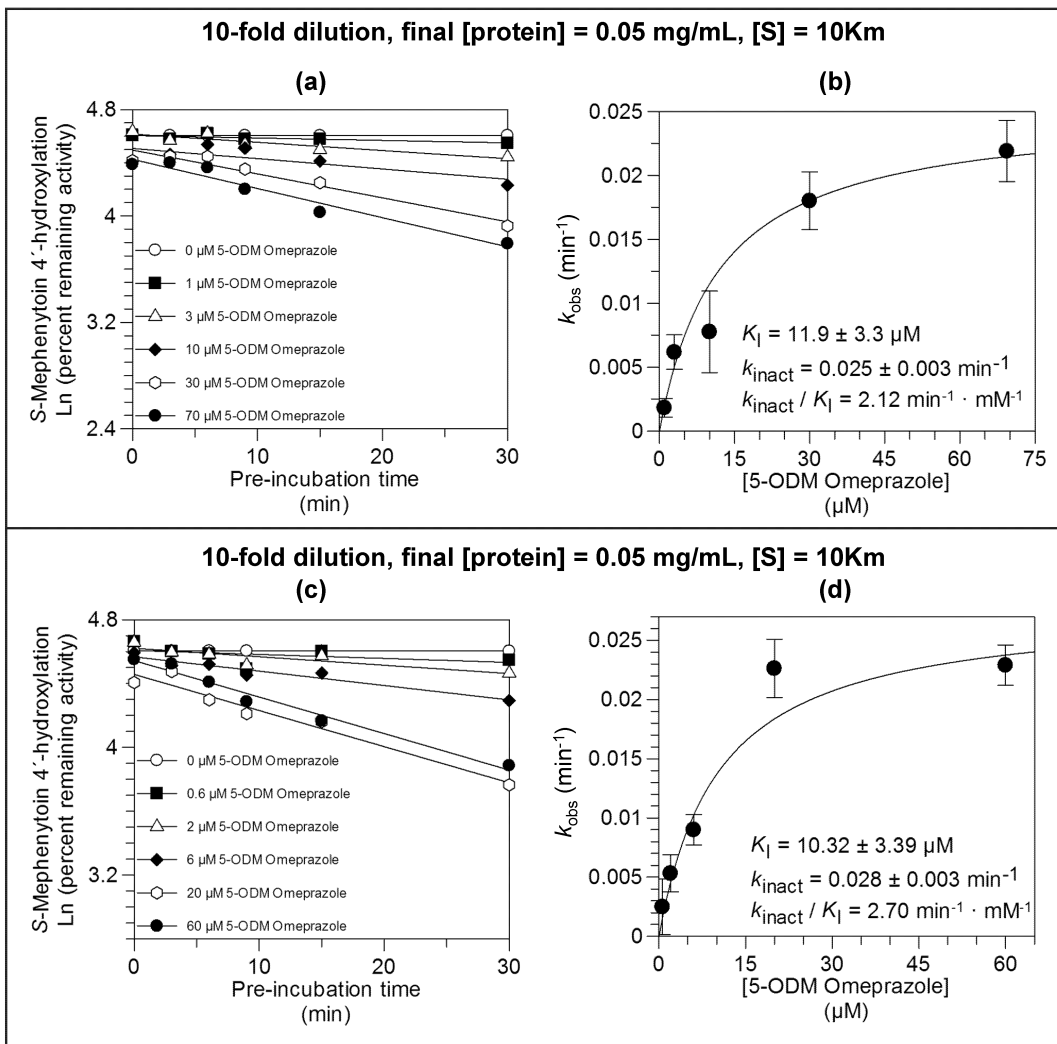 10-fold dilution, final [protein] = 0.05 mg/mL, [S] = 10Km
(a)
S-Mephenytoin 4´-hydroxylation
Ln (percent remaining activity)
4.8
4
3.2
2.4
0 µM 5-ODM Omeprazole
1 µM 5-ODM Omeprazole
3 µM 5-ODM Omeprazole
10 µM 5-ODM Omeprazole
30 µM 5-ODM Omeprazole
70 µM 5-ODM Omeprazole
0 10 20 30
Pre-incubation time
(min)
(b)
k_obs (min⁻¹)
0.025
0.02
0.015
0.01
0.005
0
K_I = 11.9 ± 3.3 µM
k_inact = 0.025 ± 0.003 min⁻¹
k_inact / K_I = 2.12 min⁻¹ · mM⁻¹
0 15 30 45 60 75
[5-ODM Omeprazole]
(µM)
10-fold dilution, final [protein] = 0.05 mg/mL, [S] = 10Km
(c)
S-Mephenytoin 4´-hydroxylation
Ln (percent remaining activity)
4.8
4
3.2
0 µM 5-ODM Omeprazole
0.6 µM 5-ODM Omeprazole
2 µM 5-ODM Omeprazole
6 µM 5-ODM Omeprazole
20 µM 5-ODM Omeprazole
60 µM 5-ODM Omeprazole
0 10 20 30
Pre-incubation time
(min)
(d)
k_obs (min⁻¹)
0.025
0.02
0.015
0.01
0.005
0
K_I = 10.32 ± 3.39 µM
k_inact = 0.028 ± 0.003 min⁻¹
k_inact / K_I = 2.70 min⁻¹ · mM⁻¹
0 15 30 45 60
[5-ODM Omeprazole]
(µM)